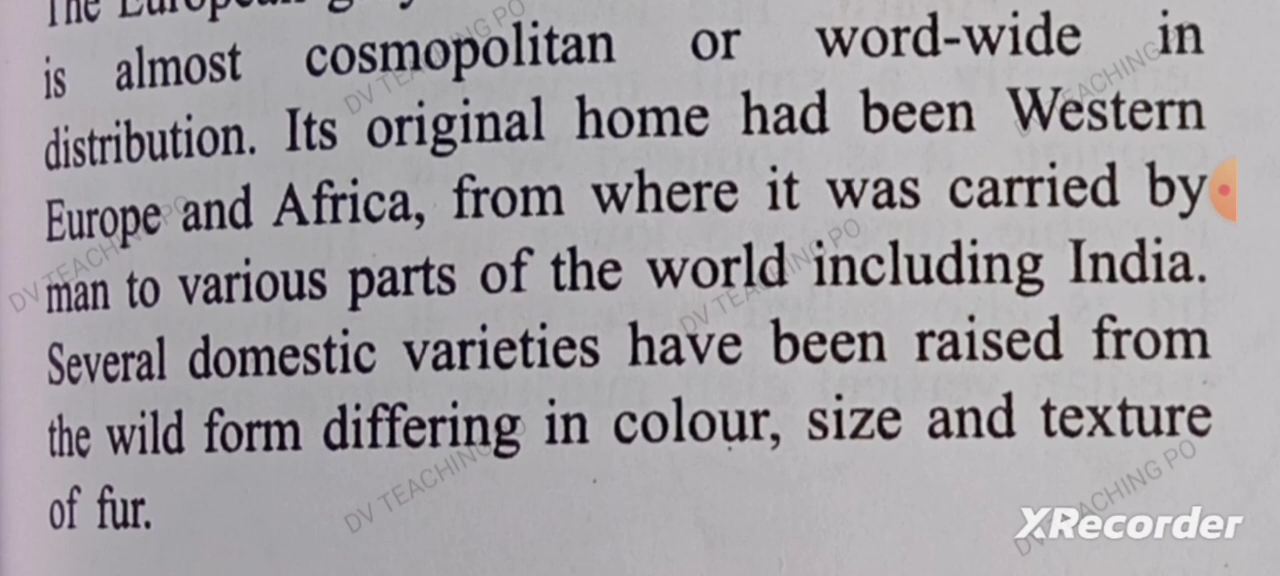 The European
is almost cosmopolitan or word-wide in
distribution. Its original home had been Western
Europe and Africa, from where it was carried by
man to various parts of the world including India.
Several domestic varieties have been raised from
the wild form differing in colour, size and texture
of fur.
DV TEACHING PO
XRecorder